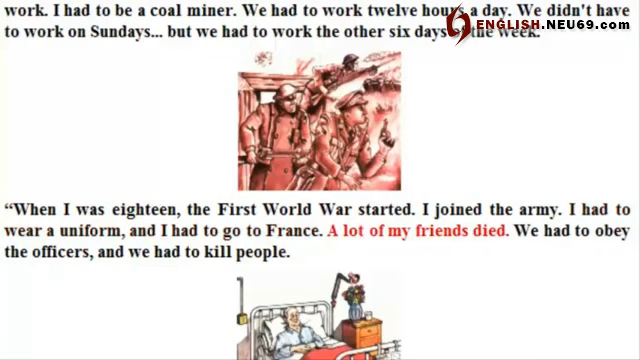 work. I had to be a coal miner. We had to work twelve hours a day. We didn't have
to work on Sundays... but we had to work the other six days of the week.
ENGLISH.NEU69.com
“When I was eighteen, the First World War started. I joined the army. I had to
wear a uniform, and I had to go to France. A lot of my friends died. We had to obey
the officers, and we had to kill people.